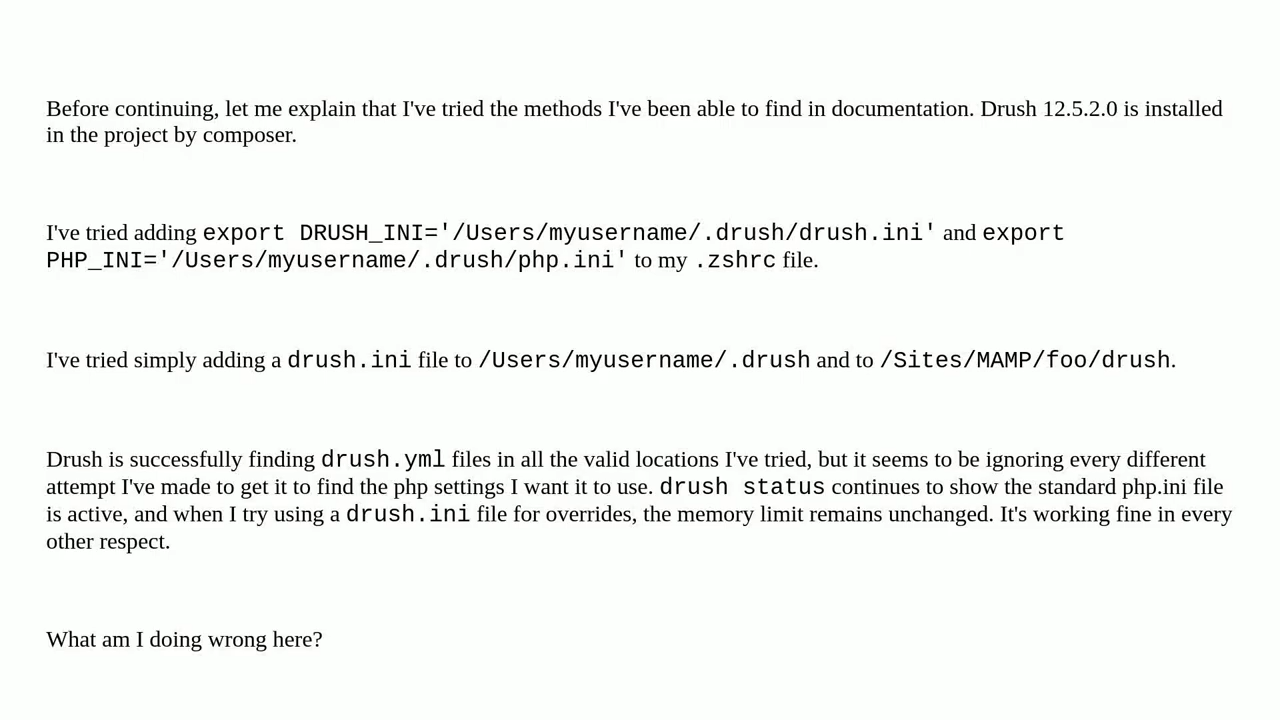 Before continuing, let me explain that I've tried the methods I've been able to find in documentation. Drush 12.5.2.0 is installed
in the project by composer.
I've tried adding export DRUSH_INI='/Users/myusername/.drush/drush.ini' and export
PHP_INI='/Users/myusername/.drush/php.ini' to my .zshrc file.
I've tried simply adding a drush.ini file to /Users/myusername/.drush and to /Sites/MAMP/foo/drush.
Drush is successfully finding drush.yml files in all the valid locations I've tried, but it seems to be ignoring every different
attempt I've made to get it to find the php settings I want it to use. drush status continues to show the standard php.ini file
is active, and when I try using a drush.ini file for overrides, the memory limit remains unchanged. It's working fine in every
other respect.
What am I doing wrong here?